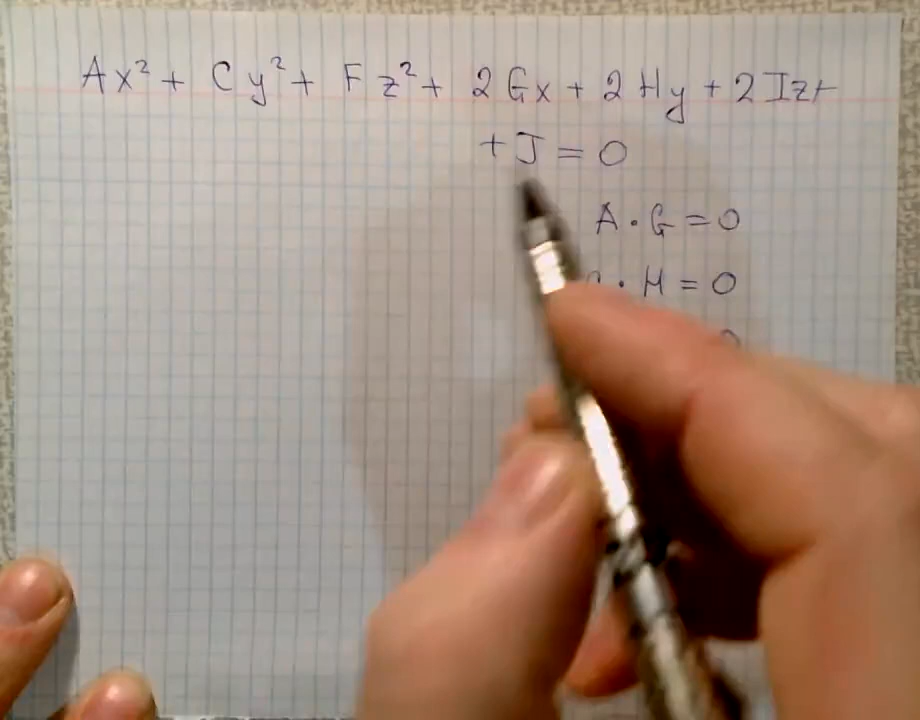 Ax² + Cy² + Fz² + 2Gx + 2Hy + 2Iz+
+ J = 0
A · G = 0
· H = 0